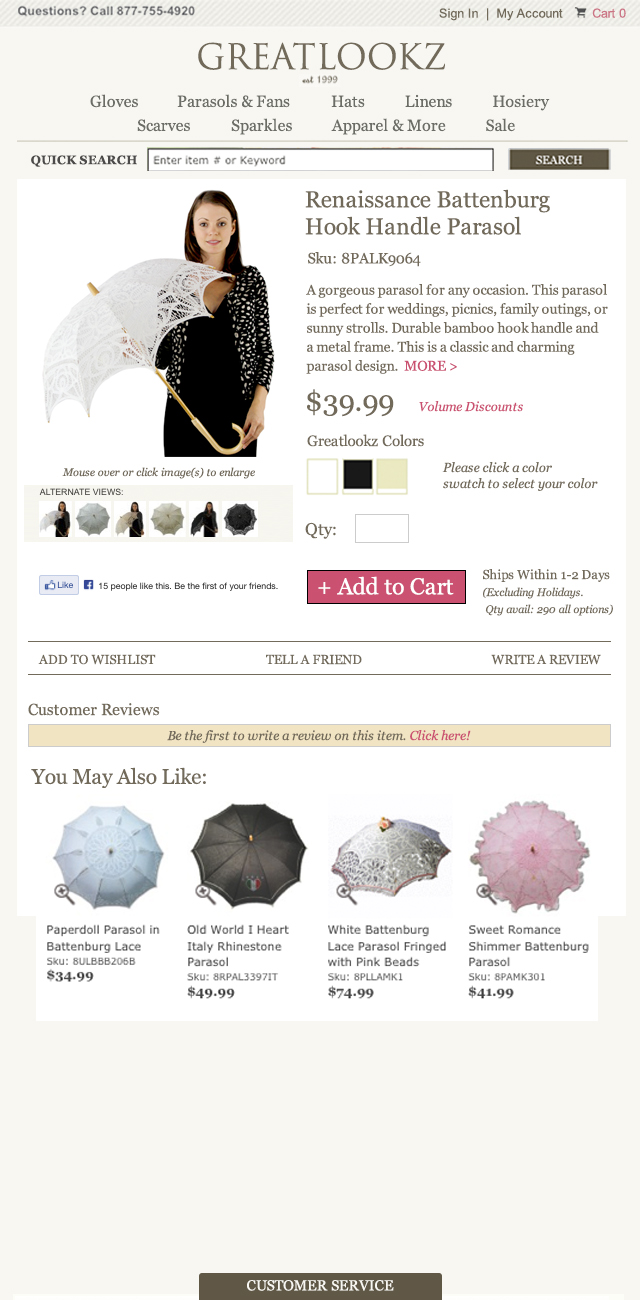 Questions? Call 877-755-4920
Sign In | My Account Cart 0
GREATLOOKZ
est 1999
Gloves Parasols & Fans Hats Linens Hosiery
Scarves Sparkles Apparel & More Sale
QUICK SEARCH Enter item # or Keyword SEARCH
Renaissance Battenburg
Hook Handle Parasol
Sku: 8PALK9064
A gorgeous parasol for any occasion. This parasol
is perfect for weddings, picnics, family outings, or
sunny strolls. Durable bamboo hook handle and
a metal frame. This is a classic and charming
parasol design. MORE >
$39.99 Volume Discounts
Greatlookz Colors
Please click a color
swatch to select your color
Qty:
Mouse over or click image(s) to enlarge
ALTERNATE VIEWS:
Like 15 people like this. Be the first of your friends.
+ Add to Cart
Ships Within 1-2 Days
(Excluding Holidays.
Qty avail: 290 all options)
ADD TO WISHLIST TELL A FRIEND WRITE A REVIEW
Customer Reviews
Be the first to write a review on this item. Click here!
You May Also Like:
Paperdoll Parasol in
Battenburg Lace
Sku: 8ULBBB206B
$34.99
Old World I Heart
Italy Rhinestone
Parasol
Sku: 8RPAL3397IT
$49.99
White Battenburg
Lace Parasol Fringed
with Pink Beads
Sku: 8PLLAMK1
$74.99
Sweet Romance
Shimmer Battenburg
Parasol
Sku: 8PAMK301
$41.99
CUSTOMER SERVICE